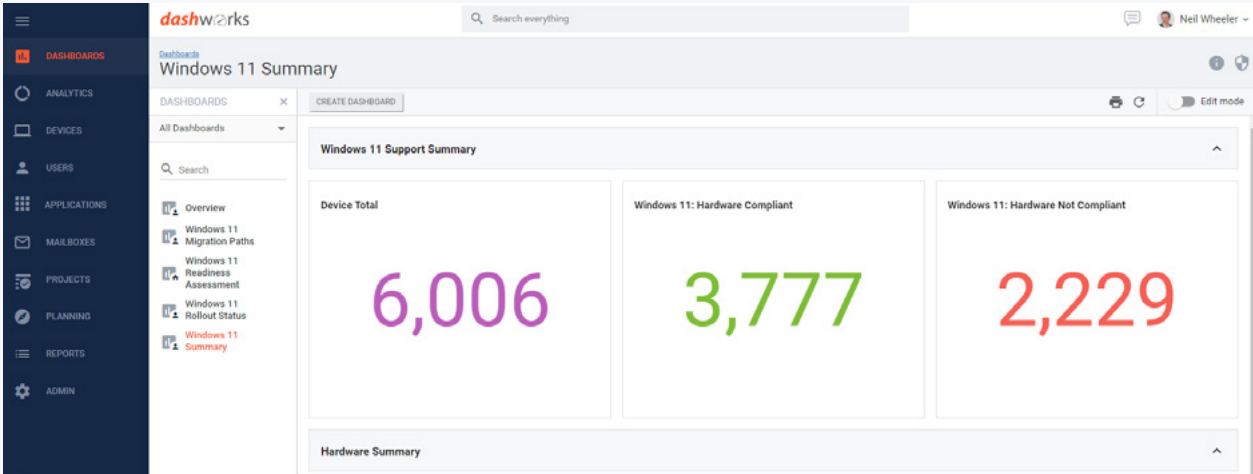 dashworks
Search everything
Neil Wheeler
DASHBOARDS
ANALYTICS
DEVICES
USERS
APPLICATIONS
MAILBOXES
PROJECTS
PLANNING
REPORTS
ADMIN
Dashboards
Windows 11 Summary
DASHBOARDS
All Dashboards
Search
Overview
Windows 11
Migration Paths
Windows 11
Readiness
Assessment
Windows 11
Rollout Status
Windows 11
Summary
CREATE DASHBOARD
Edit mode
Windows 11 Support Summary
Device Total
6,006
Windows 11: Hardware Compliant
3,777
Windows 11: Hardware Not Compliant
2,229
Hardware Summary